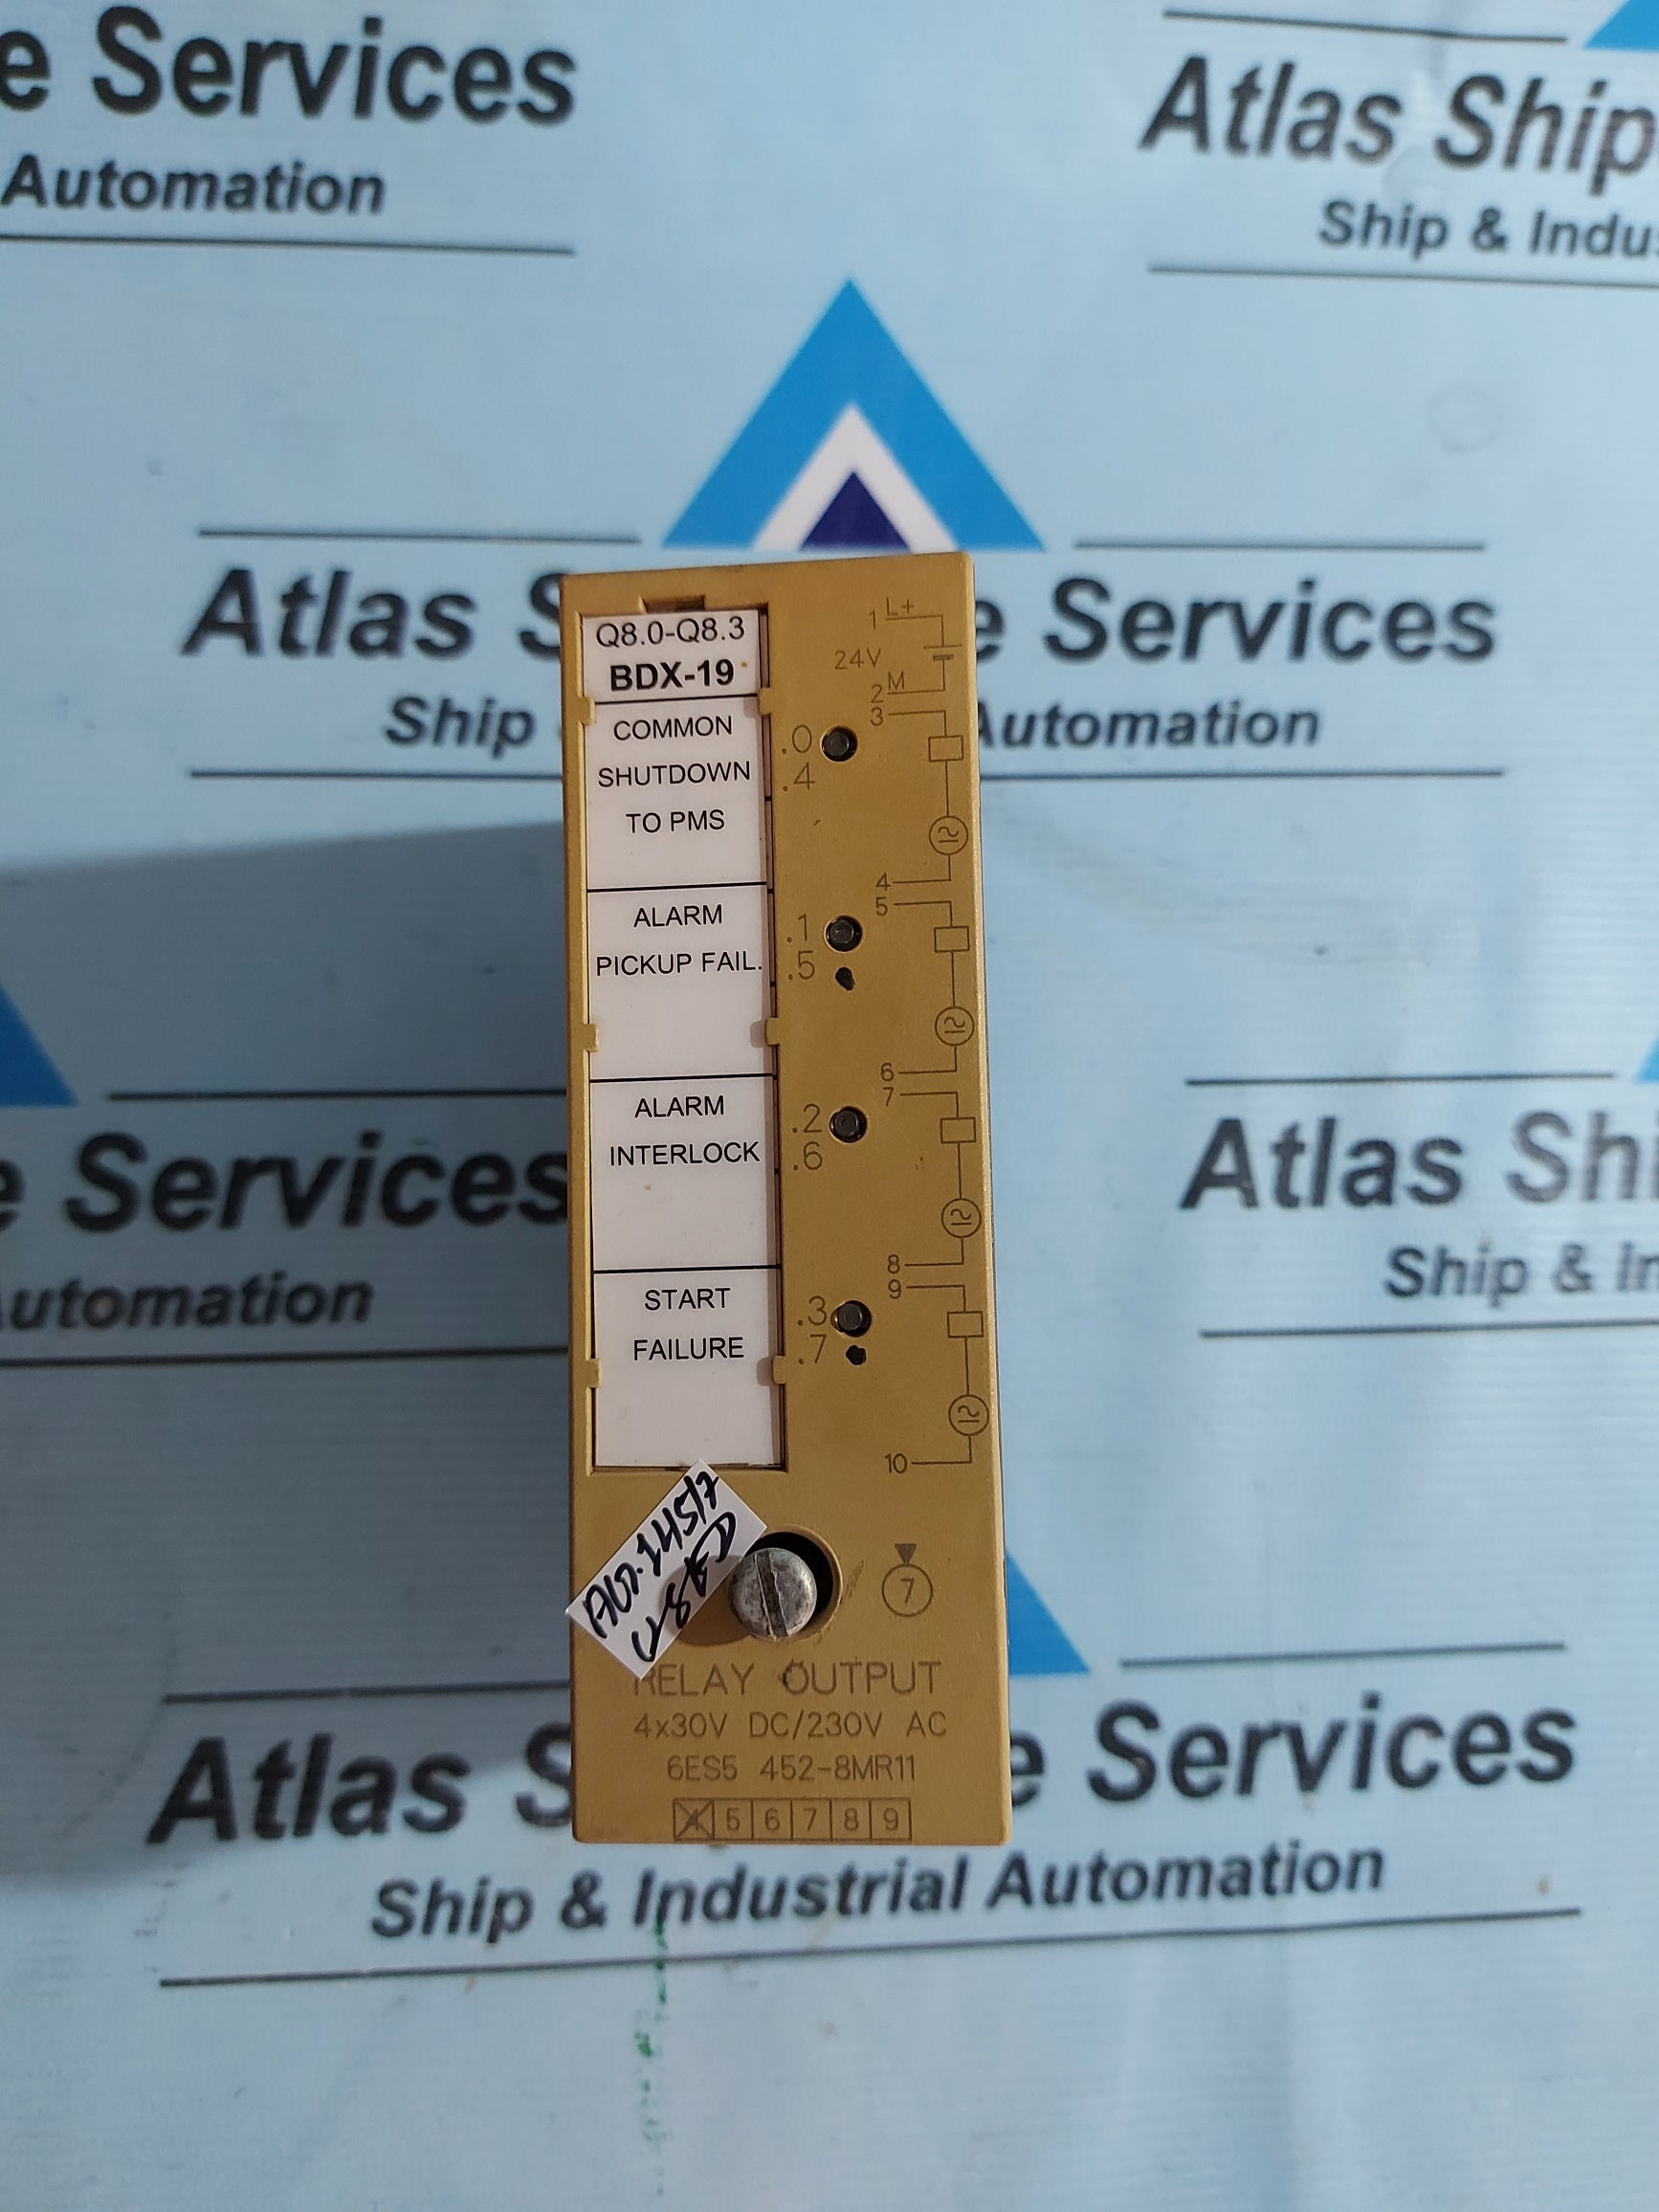 e Services
Automation
Atlas Ship
Ship & Indus
Atlas S
e Services
Ship
Automation
Q8.0-Q8.3
BDX-19
COMMON
SHUTDOWN
TO PMS
ALARM
PICKUP FAIL.
ALARM
INTERLOCK
START
FAILURE
1 L+
24V
2 M
3
.0
.4
4
5
.1
.5
6
7
.2
.6
8
9
.3
.7
10
7
RELAY OUTPUT
4x30V DC/230V AC
6ES5 452-8MR11
4 5 6 7 8 9
e Services
Automation
Atlas Shi
Ship & In
Atlas S
e Services
Ship & Industrial Automation